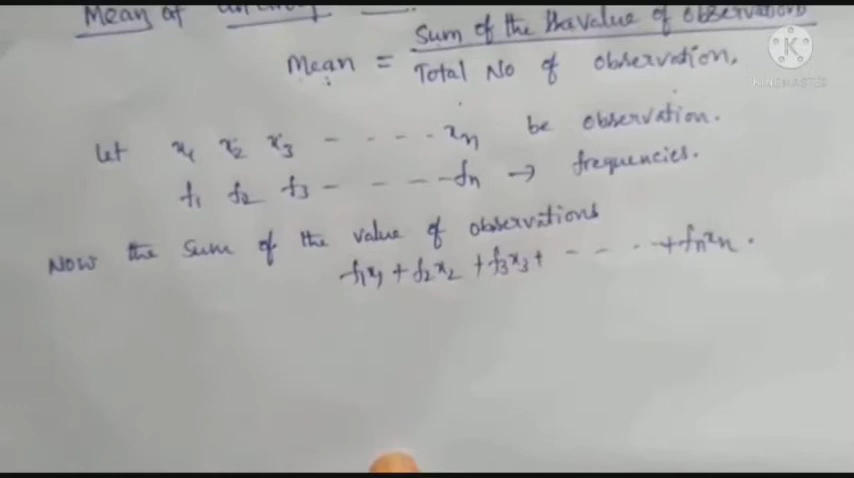 Mean of
Sum of the value of observations
Mean =
Total No of observation.
Let x1 x2 x3 - - - - - xn be observation.
f1 f2 f3 - - - - - fn → frequencies.
Now the sum of the value of observations
f1x1 + f2x2 + f3x3 + - - - - + fnxn.
K
KINEMASTER